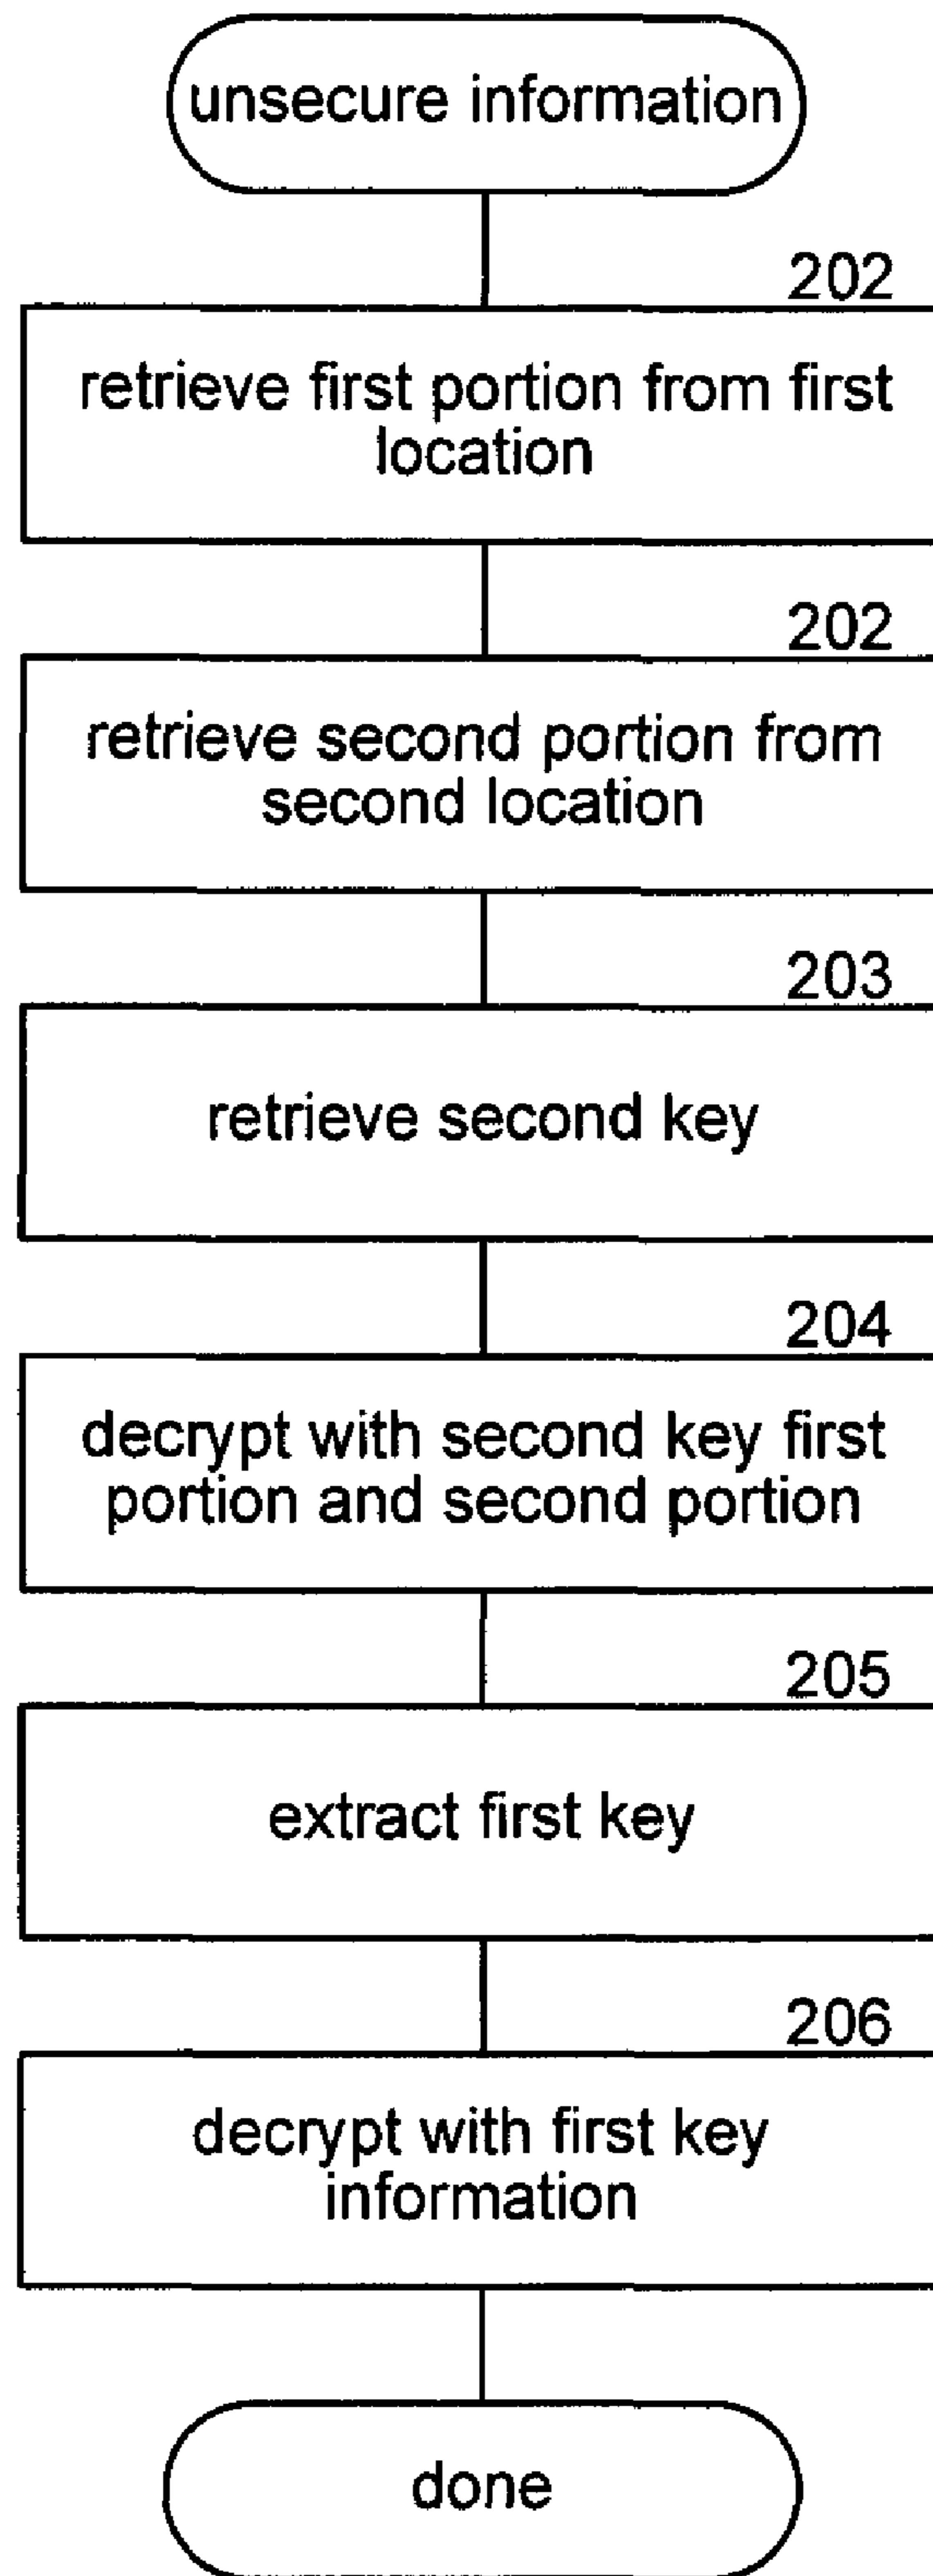 unsecure information
202
retrieve first portion from first
location
202
retrieve second portion from
second location
203
retrieve second key
204
decrypt with second key first
portion and second portion
205
extract first key
206
decrypt with first key
information
done